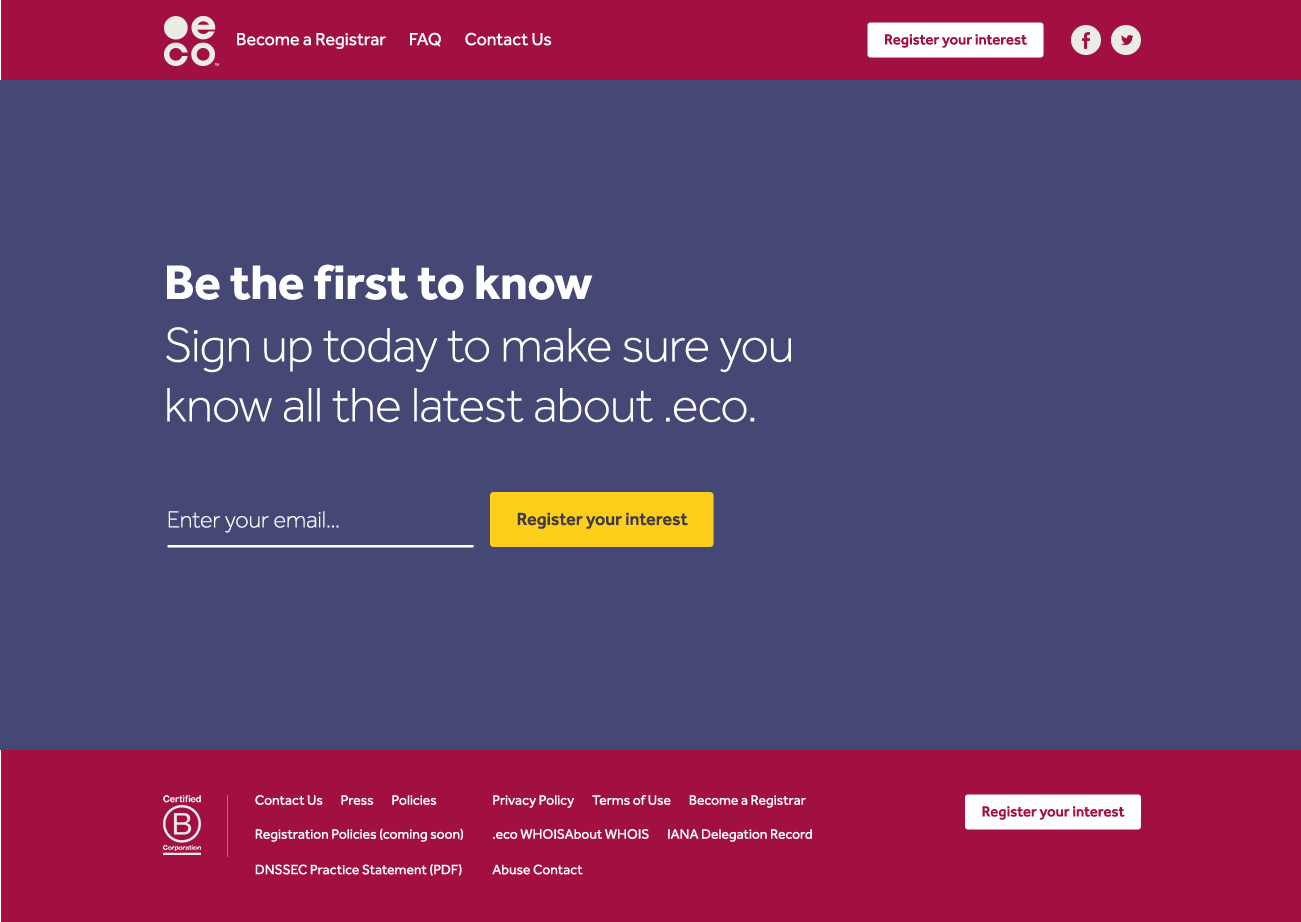 eco™
Become a Registrar FAQ Contact Us Register your interest
Be the first to know
Sign up today to make sure you
know all the latest about .eco.
Enter your email...
Register your interest
Certified
B
Corporation
Contact Us Press Policies
Registration Policies (coming soon)
DNSSEC Practice Statement (PDF)
Privacy Policy Terms of Use Become a Registrar
.eco WHOISAbout WHOIS IANA Delegation Record
Abuse Contact
Register your interest